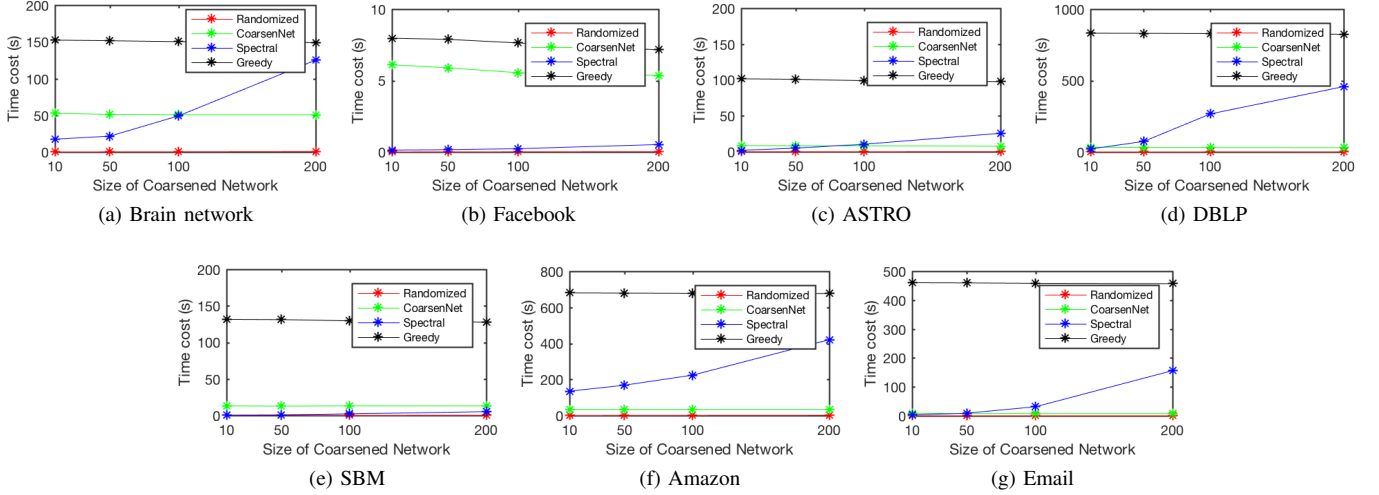 200
150
100
50
0
Time cost (s)
10
50
100
200
Size of Coarsened Network
Randomized
CoarsenNet
Spectral
Greedy
(a) Brain network
10
5
0
Time cost (s)
10
50
100
200
Size of Coarsened Network
Randomized
CoarsenNet
Spectral
Greedy
(b) Facebook
200
150
100
50
0
Time cost (s)
10
50
100
200
Size of Coarsened Network
Randomized
CoarsenNet
Spectral
Greedy
(c) ASTRO
1000
500
0
Time cost (s)
10
50
100
200
Size of Coarsened Network
Randomized
CoarsenNet
Spectral
Greedy
(d) DBLP
200
150
100
50
0
Time cost (s)
10
50
100
200
Size of Coarsened Network
Randomized
CoarsenNet
Spectral
Greedy
(e) SBM
800
600
400
200
0
Time cost (s)
10
50
100
200
Size of Coarsened Network
Randomized
CoarsenNet
Spectral
Greedy
(f) Amazon
500
400
300
200
100
0
Time cost (s)
10
50
100
200
Size of Coarsened Network
Randomized
CoarsenNet
Spectral
Greedy
(g) Email